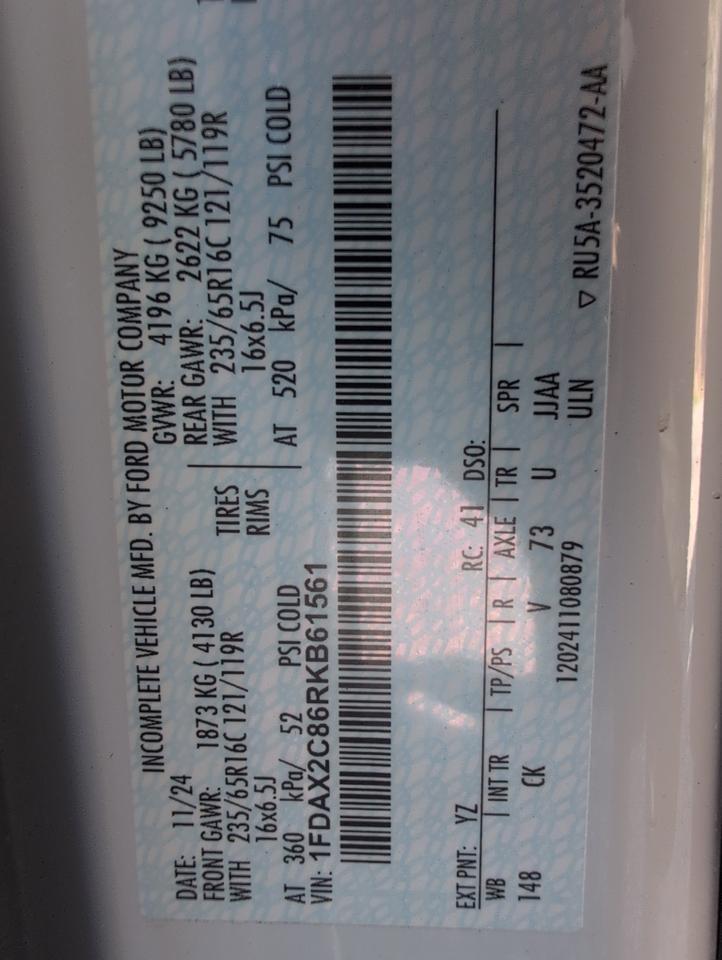 INCOMPLETE VEHICLE MFD. BY FORD MOTOR COMPANY
DATE: 11/24 GVWR: 4196 KG ( 9250 LB)
FRONT GAWR: 1873 KG ( 4130 LB) REAR GAWR: 2622 KG ( 5780 LB)
WITH 235/65R16C 121/119R TIRES WITH 235/65R16C 121/119R
16x6.5J RIMS 16x6.5J
AT 360 kPa/ 52 PSI COLD AT 520 kPa/ 75 PSI COLD
VIN: 1FDAX2C86RKB61561
EXT PNT: YZ RC: 41 DSO:
WB | INT TR | TP/PS | R | AXLE | TR | SPR |
148 CK V 73 U JJAA
1202411080879 ULN
▽ RU5A-3520472-AA